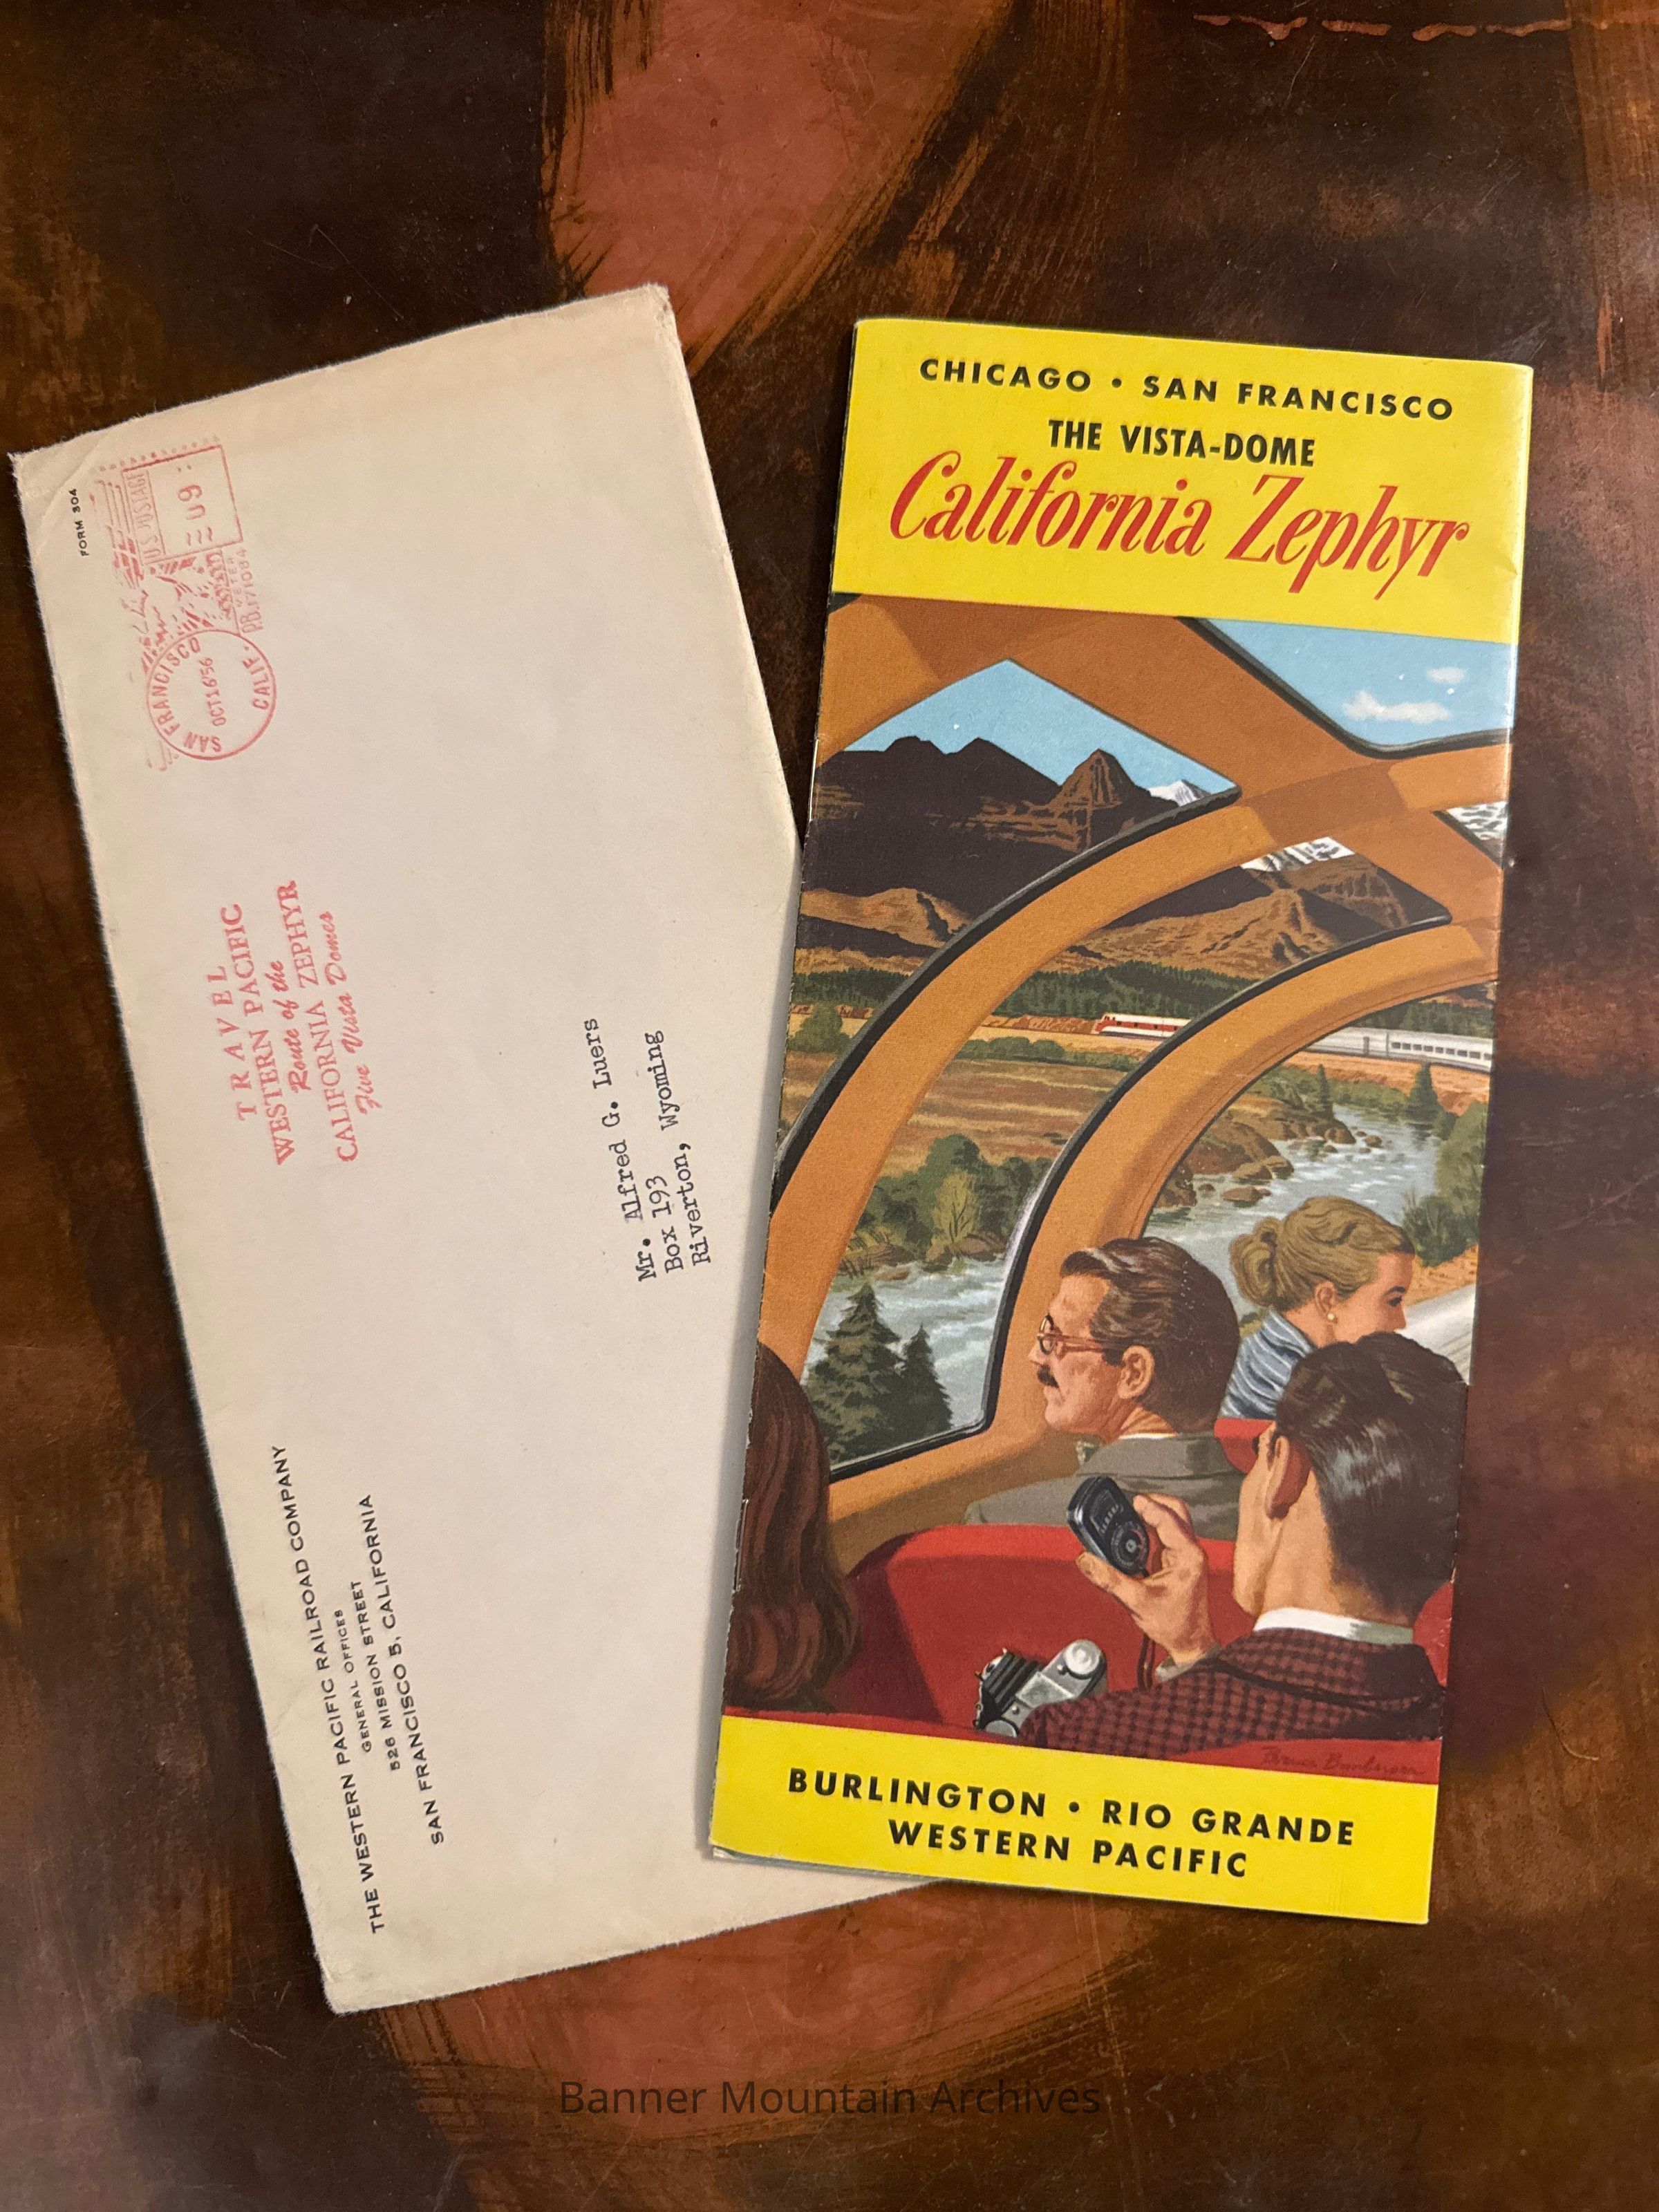 FORM 304
U.S. POSTAGE
09
SAN FRANCISCO
OCT 16 '56
CALIF.
METER
P.B. 171084
TRAVEL
WESTERN PACIFIC
Route of the
CALIFORNIA ZEPHYR
Five Vista Domes
Mr. Alfred G. Luers
Box 193
Riverton, Wyoming
THE WESTERN PACIFIC RAILROAD COMPANY
GENERAL OFFICES
526 MISSION STREET
SAN FRANCISCO 5, CALIFORNIA
CHICAGO • SAN FRANCISCO
THE VISTA-DOME
California Zephyr
BURLINGTON • RIO GRANDE
WESTERN PACIFIC
Banner Mountain Archives